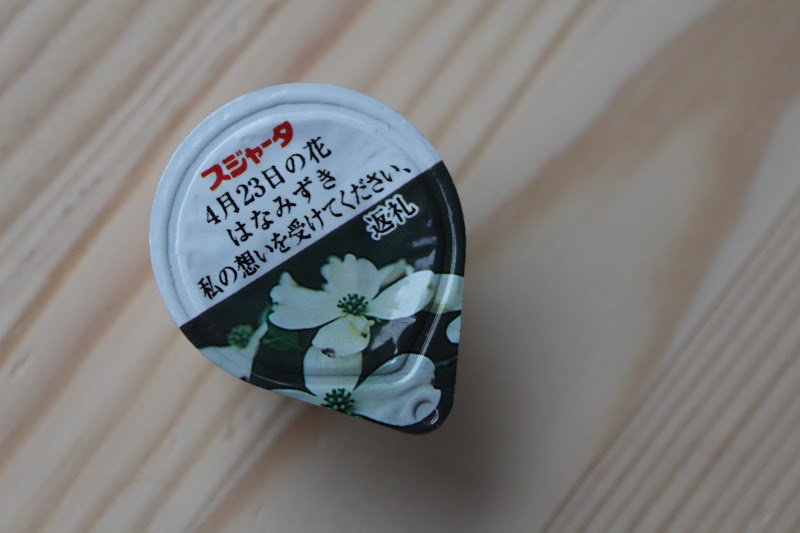 スジャータ
4月23日の花
はなみずき
私の想いを受けてください、
返礼